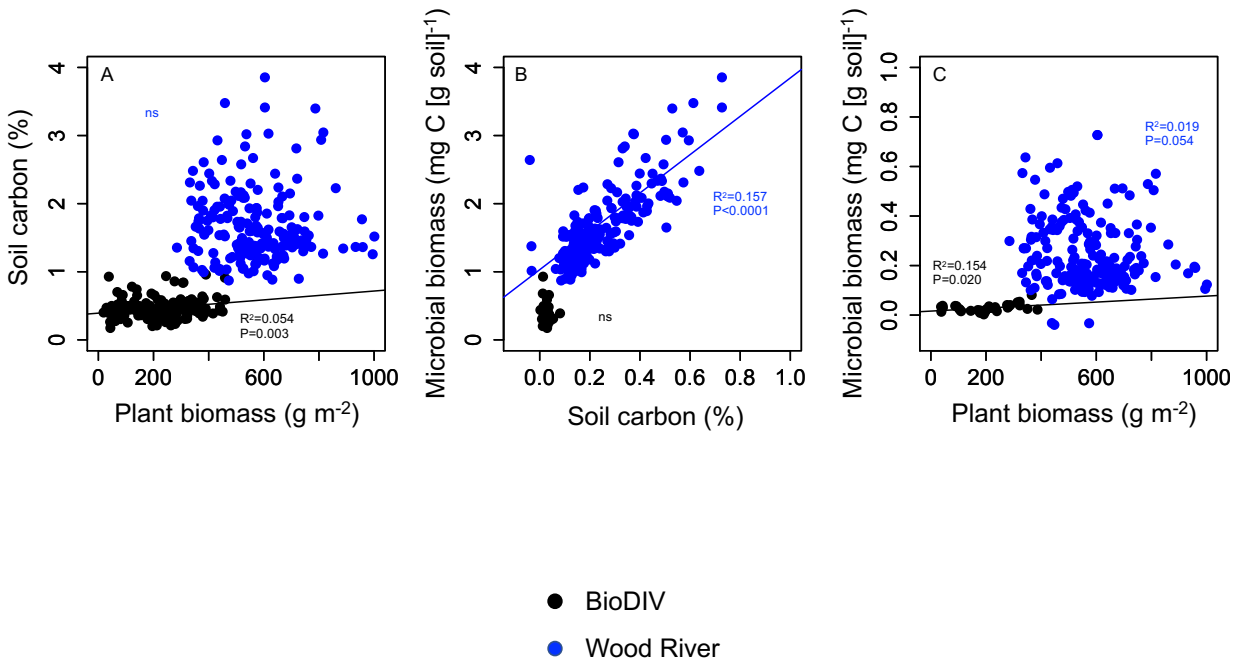 A
ns
R²=0.054
P=0.003
Soil carbon (%)
0
1
2
3
4
0
200
600
1000
Plant biomass (g m-2)
B
R²=0.157
P<0.0001
ns
Microbial biomass (mg C [g soil]-1)
0
1
2
3
4
0.0
0.2
0.4
0.6
0.8
1.0
Soil carbon (%)
C
R²=0.019
P=0.054
R²=0.154
P=0.020
Microbial biomass (mg C [g soil]-1)
0.0
0.2
0.4
0.6
0.8
1.0
0
200
600
1000
Plant biomass (g m-2)
BioDIV
Wood River